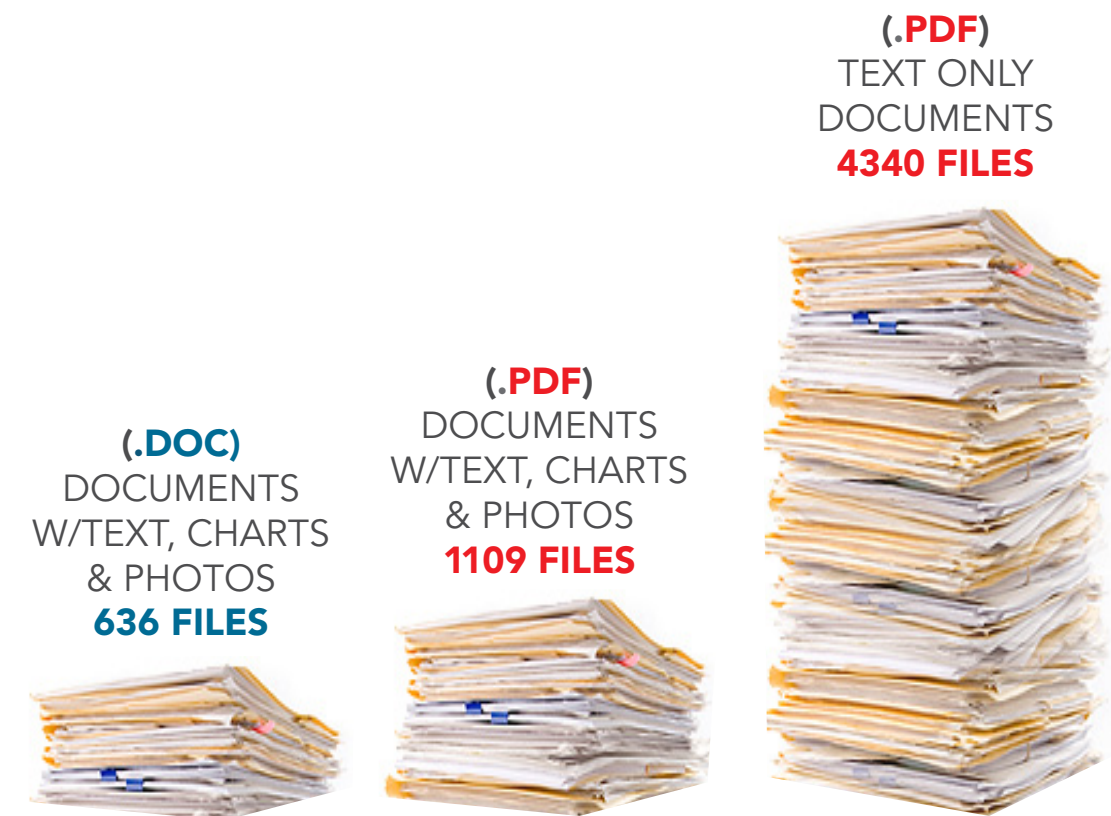 (.DOC)
DOCUMENTS
W/TEXT, CHARTS
& PHOTOS
636 FILES
(.PDF)
DOCUMENTS
W/TEXT, CHARTS
& PHOTOS
1109 FILES
(.PDF)
TEXT ONLY
DOCUMENTS
4340 FILES